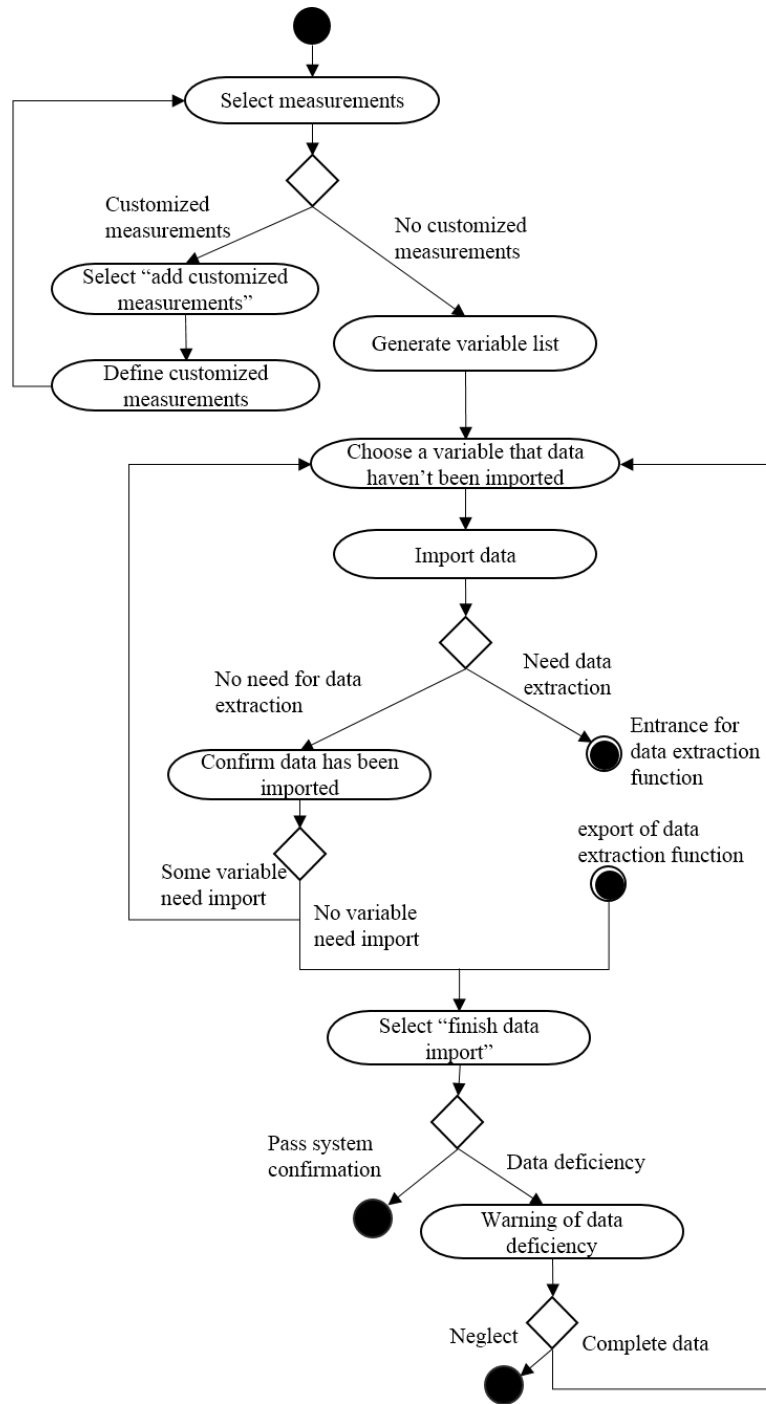 Select measurements
Customized
measurements
No customized
measurements
Select “add customized
measurements”
Generate variable list
Define customized
measurements
Choose a variable that data
haven’t been imported
Import data
No need for data
extraction
Need data
extraction
Entrance for
data extraction
function
Confirm data has been
imported
export of data
extraction function
Some variable
need import
No variable
need import
Select “finish data
import”
Pass system
confirmation
Data deficiency
Warning of data
deficiency
Neglect
Complete data